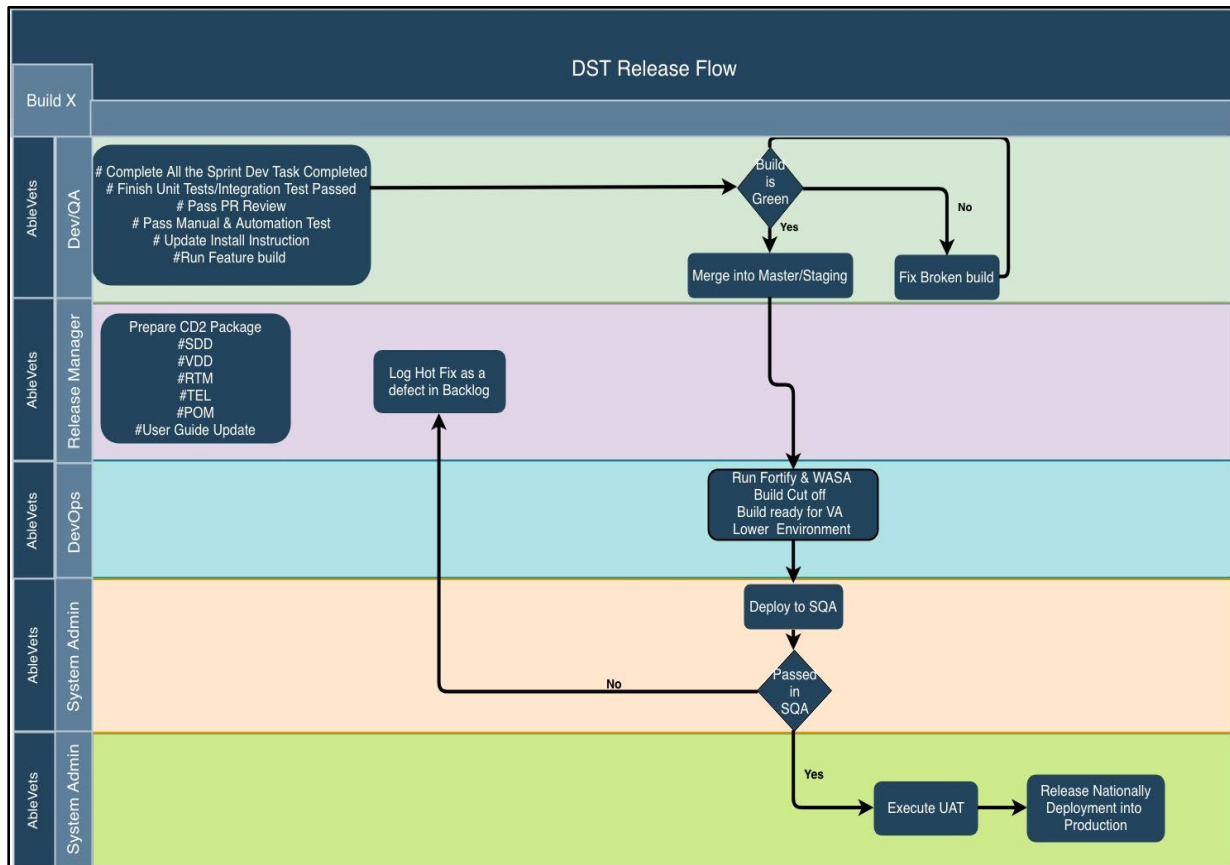 DST Release Flow
Build X
AbleVets
Dev/QA
# Complete All the Sprint Dev Task Completed
# Finish Unit Tests/Integration Test Passed
# Pass PR Review
# Pass Manual & Automation Test
# Update Install Instruction
#Run Feature build
Build
is
Green
No
Yes
Merge into Master/Staging
Fix Broken build
AbleVets
Release Manager
Prepare CD2 Package
#SDD
#VDD
#RTM
#TEL
#POM
#User Guide Update
Log Hot Fix as a
defect in Backlog
AbleVets
DevOps
Run Fortify & WASA
Build Cut off
Build ready for VA
Lower Environment
AbleVets
System Admin
Deploy to SQA
Passed
in
SQA
No
AbleVets
System Admin
Yes
Execute UAT
Release Nationally
Deployment into
Production